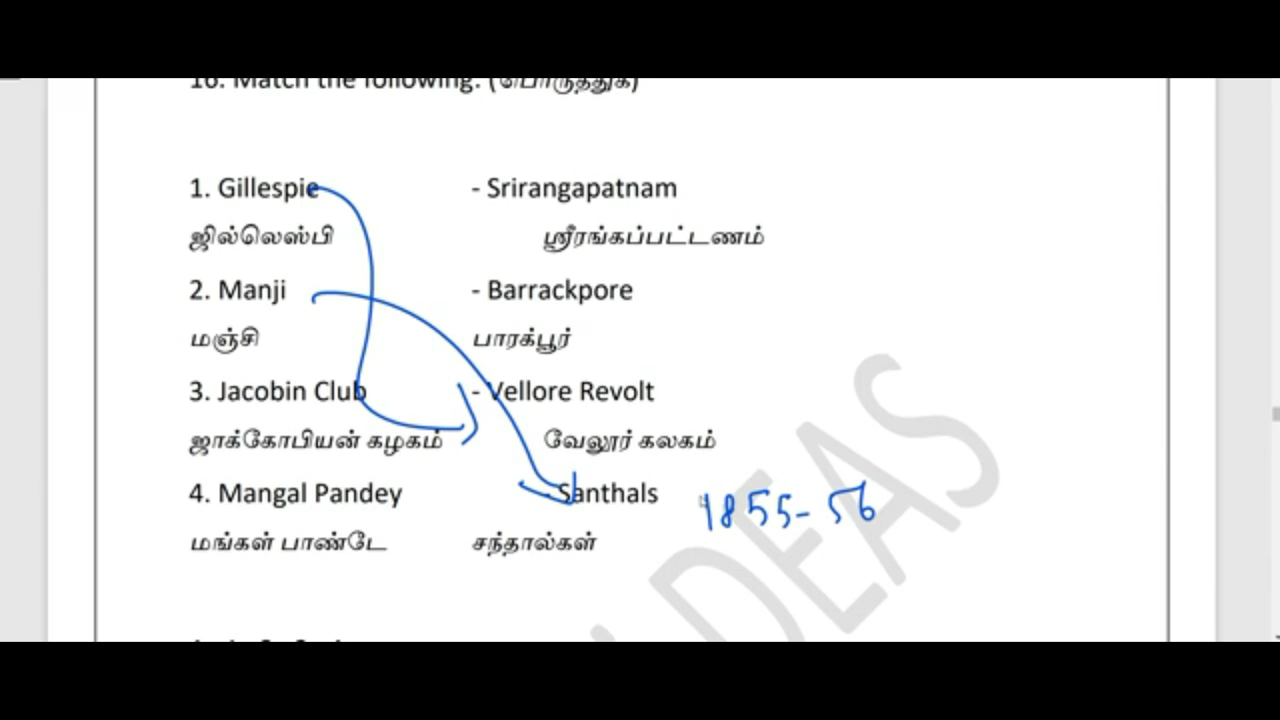 16. Match the following. (பொருத்துக)
1. Gillespie - Srirangapatnam
ஜில்லெஸ்பி ஸ்ரீரங்கப்பட்டணம்
2. Manji - Barrackpore
மஞ்சி பாரக்பூர்
3. Jacobin Club - Vellore Revolt
ஜாக்கோபியன் கழகம் வேலூர் கலகம்
4. Mangal Pandey - Santhals 1855-56
மங்கள் பாண்டே சந்தால்கள்
DEAS